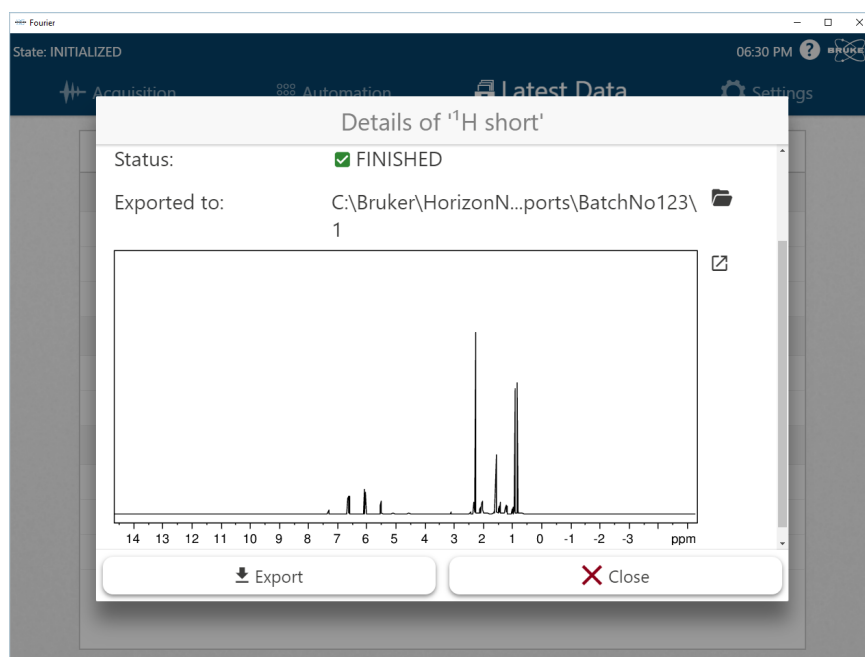 Fourier
State: INITIALIZED
06:30 PM
BRUKER
Acquisition
Automation
Latest Data
Settings
Details of '¹H short'
Status:
FINISHED
Exported to:
C:\Bruker\HorizonN...ports\BatchNo123\
1
14 13 12 11 10 9 8 7 6 5 4 3 2 1 0 -1 -2 -3 ppm
Export
Close